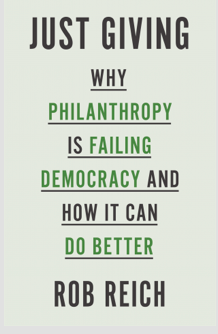 JUST GIVING
WHY
PHILANTHROPY
IS FAILING
DEMOCRACY AND
HOW IT CAN
DO BETTER
ROB REICH